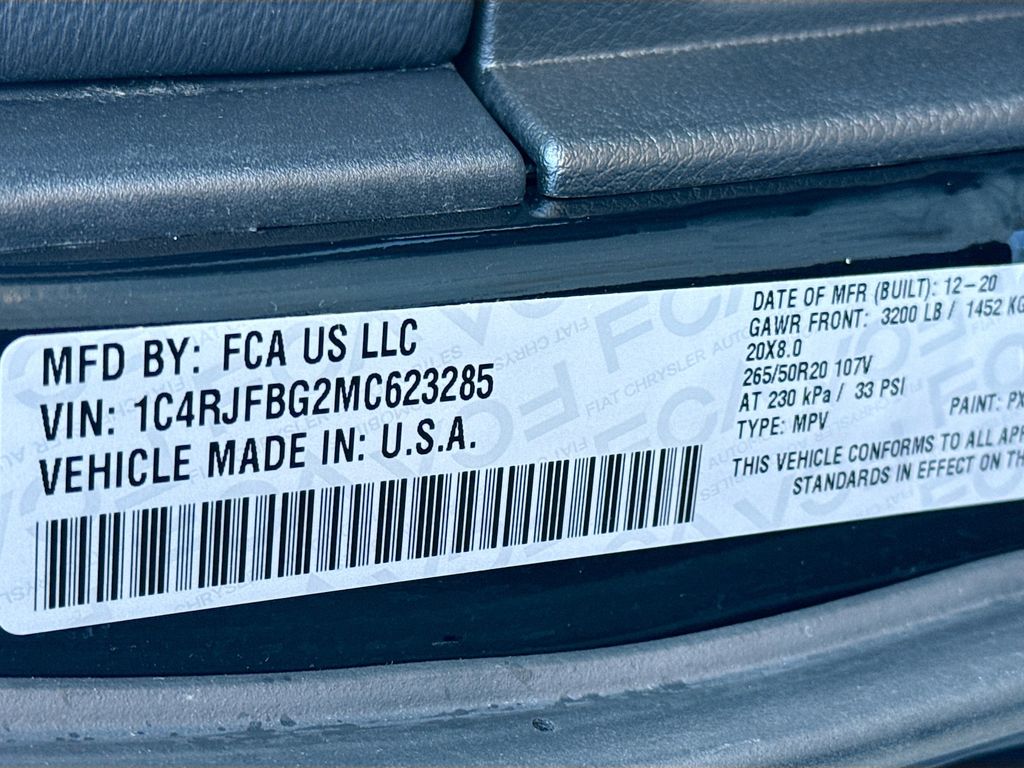 MFD BY: FCA US LLC
VIN: 1C4RJFBG2MC623285
VEHICLE MADE IN: U.S.A.
DATE OF MFR (BUILT): 12-20
GAWR FRONT: 3200 LB / 1452 KG
20X8.0
265/50R20 107V
AT 230 kPa / 33 PSI
TYPE: MPV
PAINT: PX
THIS VEHICLE CONFORMS TO ALL APP
STANDARDS IN EFFECT ON TH